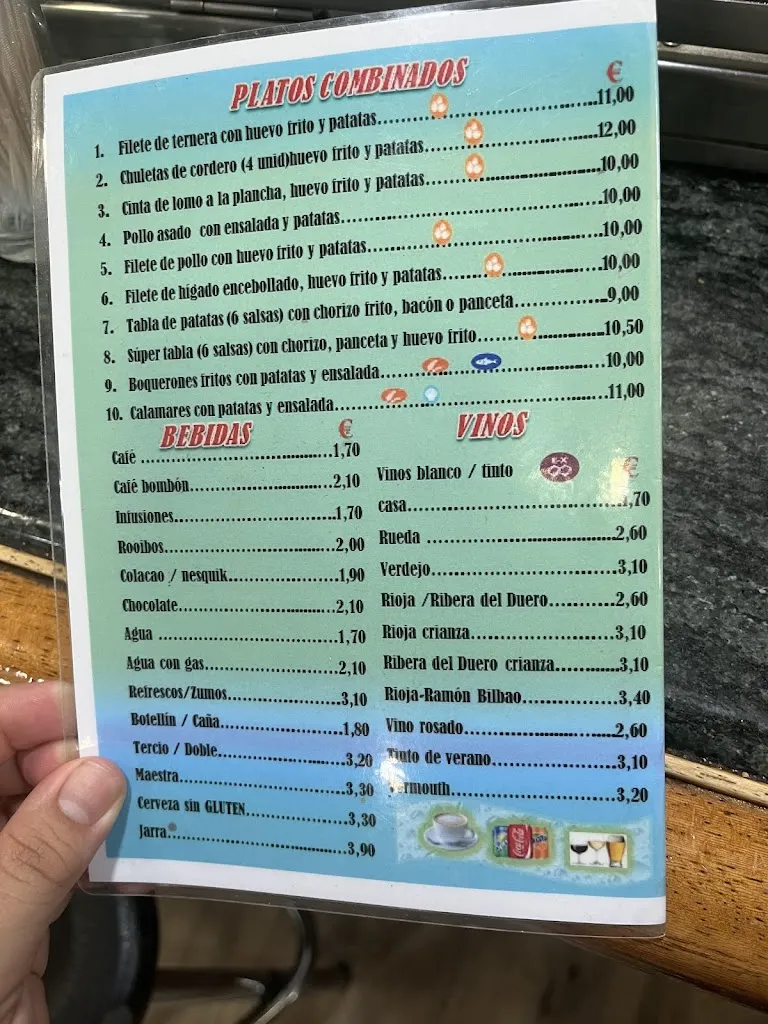 PLATOS COMBINADOS €
1. Filete de ternera con huevo frito y patatas........................11,00
2. Chuletas de cordero (4 unid)huevo frito y patatas........................12,00
3. Cinta de lomo a la plancha, huevo frito y patatas........................10,00
4. Pollo asado con ensalada y patatas........................10,00
5. Filete de pollo con huevo frito y patatas........................10,00
6. Filete de hígado encebollado, huevo frito y patatas........................10,00
7. Tabla de patatas (6 salsas) con chorizo frito, bacón o panceta............9,00
8. Súper tabla (6 salsas) con chorizo, panceta y huevo frito....................10,50
9. Boquerones fritos con patatas y ensalada........................10,00
10. Calamares con patatas y ensalada........................11,00
BEBIDAS €
Café ........................1,70
Café bombón....................2,10
Infusiones........................1,70
Rooibos........................2,00
Colacao / nesquik................1,90
Chocolate........................2,10
Agua ........................1,70
Agua con gas....................2,10
Refrescos/Zumos................3,10
Botellín / Caña....................1,80
Tercio / Doble....................3,20
Maestra........................3,30
Cerveza sin GLUTEN................3,30
Jarra........................3,90
VINOS
Vinos blanco / tinto €
casa........................1,70
Rueda ........................2,60
Verdejo........................3,10
Rioja /Ribera del Duero..........2,60
Rioja crianza....................3,10
Ribera del Duero crianza..........3,10
Rioja-Ramón Bilbao................3,40
Vino rosado....................2,60
Tinto de verano................3,10
Vermouth........................3,20
Coca-Cola